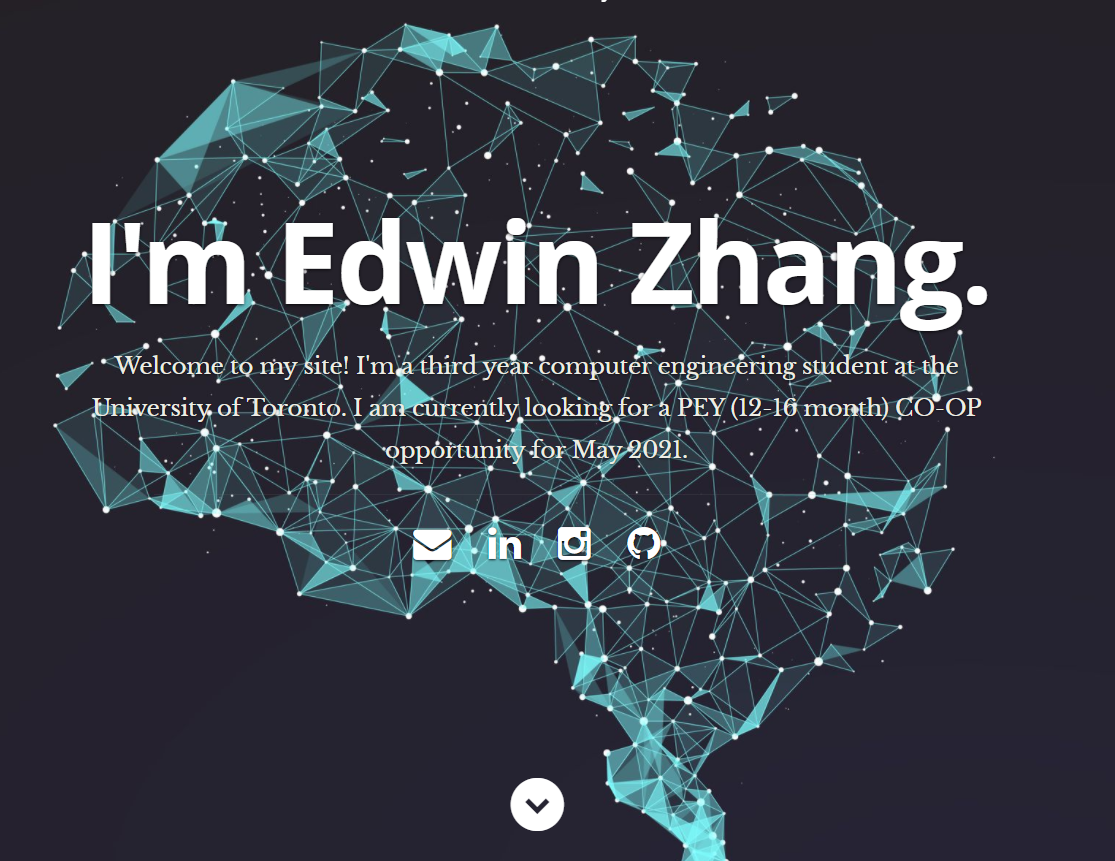 I'm Edwin Zhang.
Welcome to my site! I'm a third year computer engineering student at the
University of Toronto. I am currently looking for a PEY (12-16 month) CO-OP
opportunity for May 2021.
in